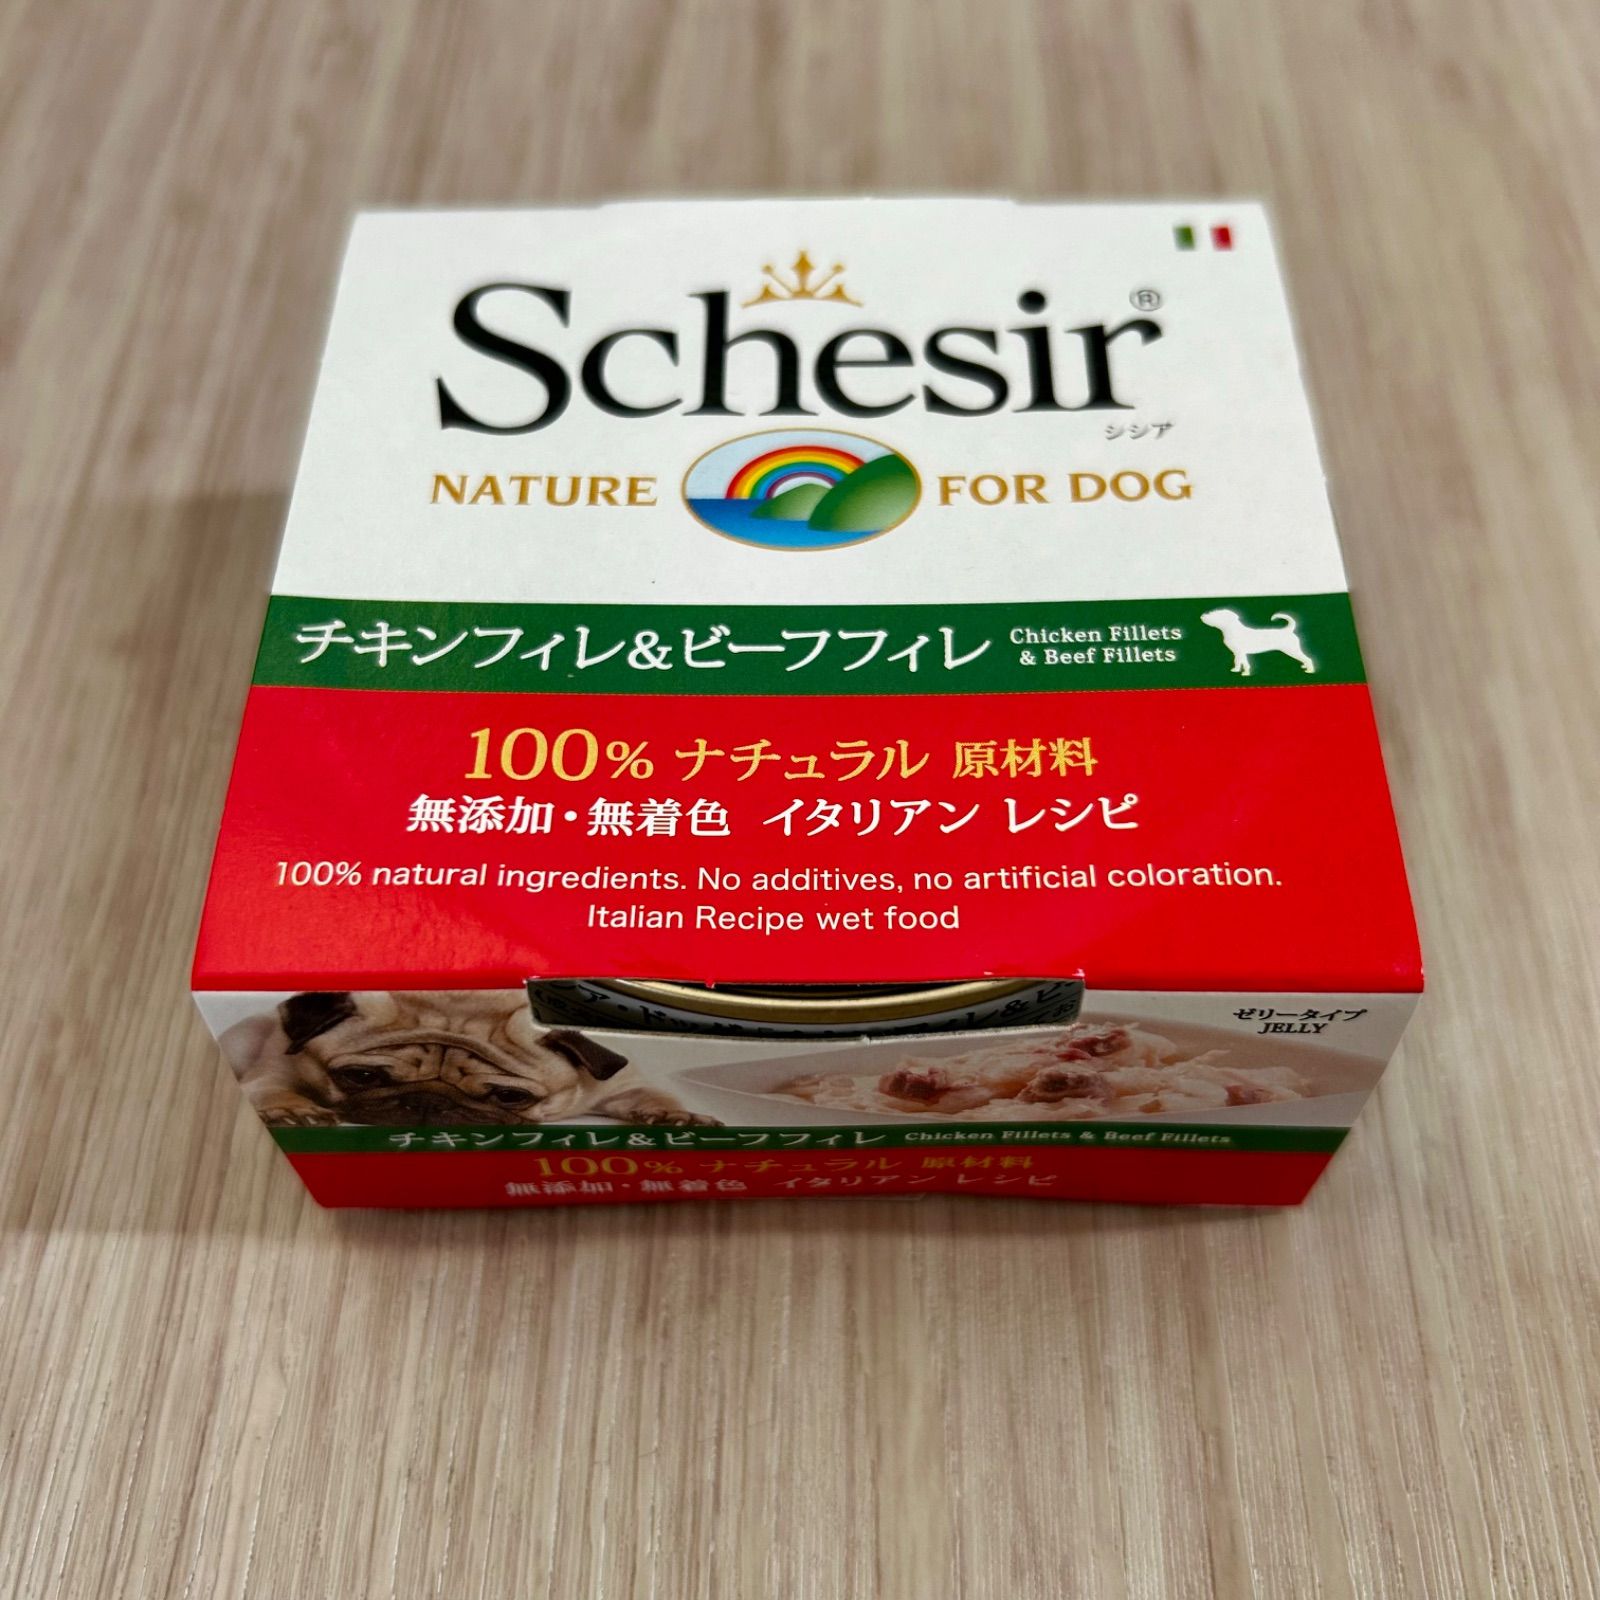 Schesir®
シシア
NATURE FOR DOG
チキンフィレ&ビーフフィレ Chicken Fillets
& Beef Fillets
100% ナチュラル 原材料
無添加・無着色 イタリアン レシピ
100% natural ingredients. No additives, no artificial coloration.
Italian Recipe wet food
ゼリータイプ
JELLY
チキンフィレ&ビーフフィレ Chicken Fillets & Beef Fillets
100% ナチュラル 原材料
無添加・無着色 イタリアン レシピ